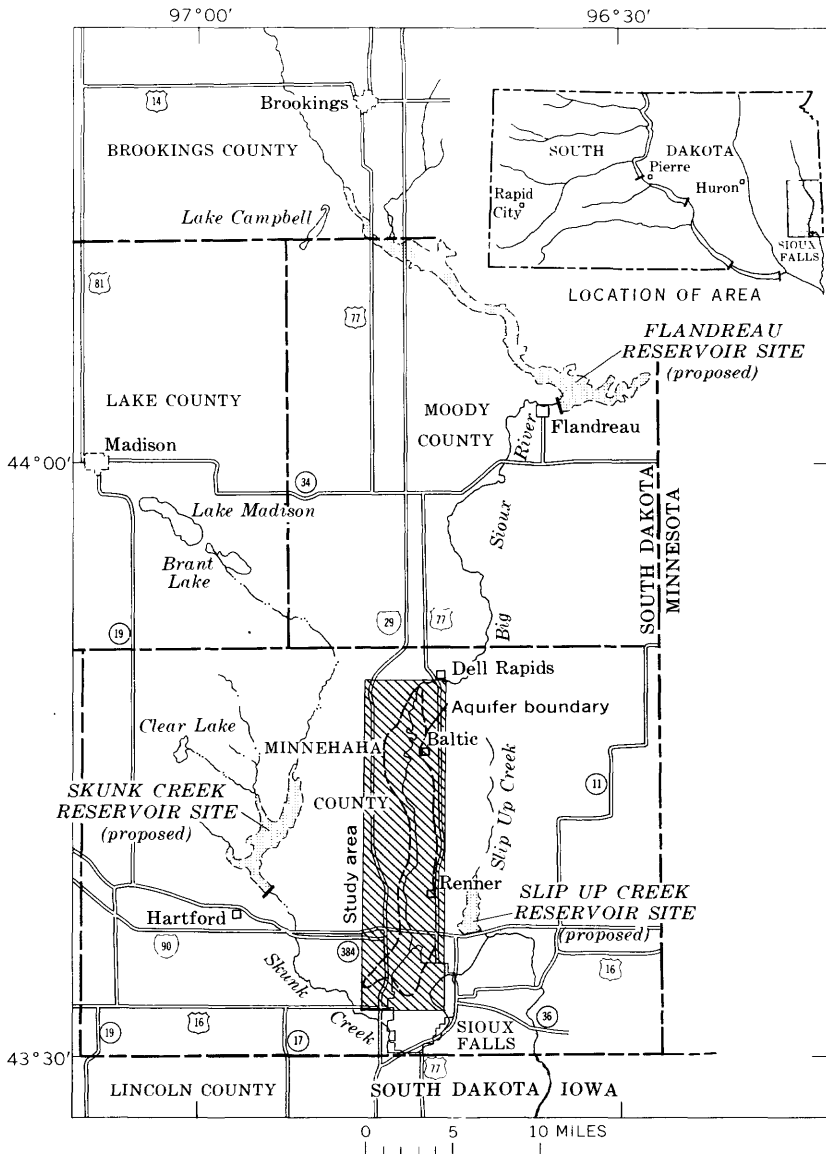 97°00'
96°30'
14
Brookings
BROOKINGS COUNTY
Lake Campbell
SOUTH
DAKOTA
Pierre
Huron
Rapid
City
SIOUX
FALLS
LOCATION OF AREA
81
77
FLANDREAU
RESERVOIR SITE
(proposed)
LAKE COUNTY
MOODY
COUNTY
River
Flandreau
Madison
44°00'
34
Lake Madison
Sioux
SOUTH DAKOTA
MINNESOTA
Brant
Lake
19
29
77
Big
Dell Rapids
Aquifer boundary
Clear Lake
Baltic
MINNEHAHA
COUNTY
Slip Up Creek
11
SKUNK CREEK
RESERVOIR SITE
(proposed)
Study area
Renner
SLIP UP CREEK
RESERVOIR SITE
(proposed)
Hartford
90
384
16
Skunk
Creek
19
16
17
SIOUX
FALLS
36
43°30'
77
LINCOLN COUNTY
SOUTH DAKOTA
IOWA
0 5 10 MILES